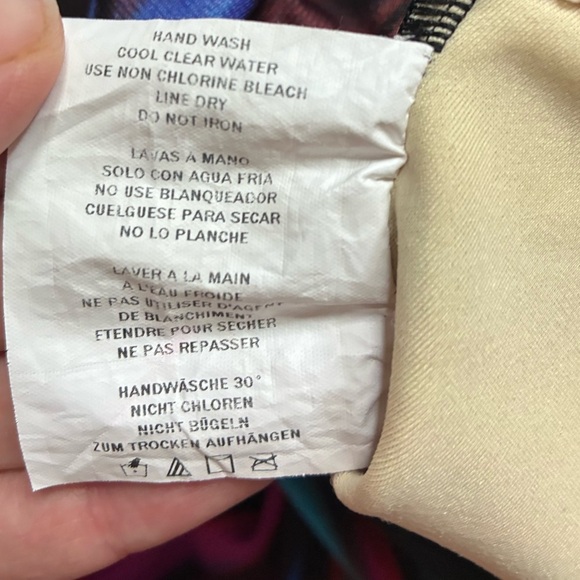 HAND WASH
COOL CLEAR WATER
USE NON CHLORINE BLEACH
LINE DRY
DO NOT IRON
LAVAS A MANO
SOLO CON AGUA FRIA
NO USE BLANQUEADOR
CUELGUESE PARA SECAR
NO LO PLANCHE
LAVER A LA MAIN
A L'EAU FROIDE
NE PAS UTILISER D'AGENT
DE BLANCHIMENT
ETENDRE POUR SECHER
NE PAS REPASSER
HANDWÄSCHE 30°
NICHT CHLOREN
NICHT BÜGELN
ZUM TROCKEN AUFHÄNGEN